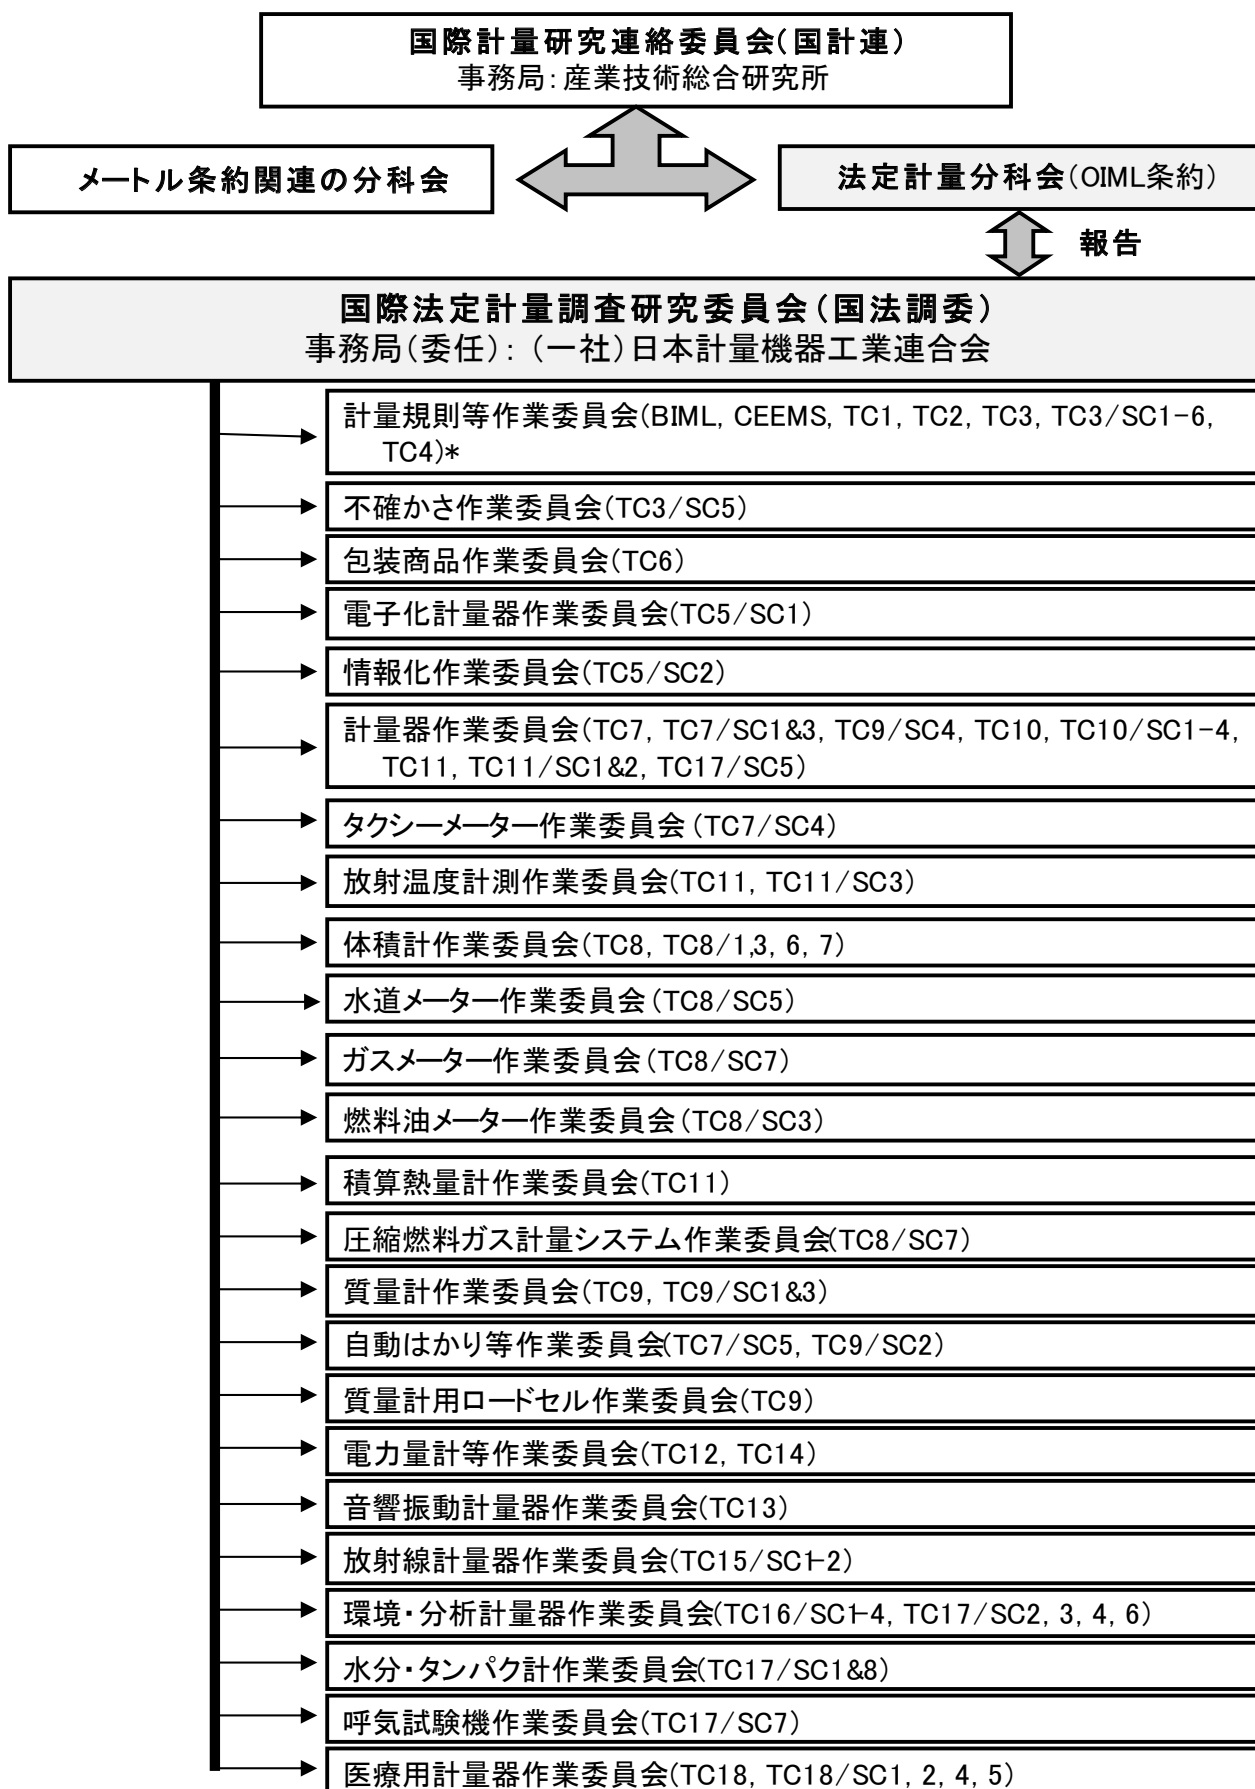 国際計量研究連絡委員会(国計連)
事務局:産業技術総合研究所
メートル条約関連の分科会
法定計量分科会(OIML条約)
報告
国際法定計量調査研究委員会(国法調委)
事務局(委任):(一社)日本計量機器工業連合会
計量規則等作業委員会(BIML, CEEMS, TC1, TC2, TC3, TC3/SC1-6,
TC4)*
不確かさ作業委員会(TC3/SC5)
包装商品作業委員会(TC6)
電子化計量器作業委員会(TC5/SC1)
情報化作業委員会(TC5/SC2)
計量器作業委員会(TC7, TC7/SC1&3, TC9/SC4, TC10, TC10/SC1-4,
TC11, TC11/SC1&2, TC17/SC5)
タクシーメーター作業委員会(TC7/SC4)
放射温度計測作業委員会(TC11, TC11/SC3)
体積計作業委員会(TC8, TC8/1,3, 6, 7)
水道メーター作業委員会(TC8/SC5)
ガスメーター作業委員会(TC8/SC7)
燃料油メーター作業委員会(TC8/SC3)
積算熱量計作業委員会(TC11)
圧縮燃料ガス計量システム作業委員会(TC8/SC7)
質量計作業委員会(TC9, TC9/SC1&3)
自動はかり等作業委員会(TC7/SC5, TC9/SC2)
質量計用ロードセル作業委員会(TC9)
電力量計等作業委員会(TC12, TC14)
音響振動計量器作業委員会(TC13)
放射線計量器作業委員会(TC15/SC1-2)
環境・分析計量器作業委員会(TC16/SC1-4, TC17/SC2, 3, 4, 6)
水分・タンパク計作業委員会(TC17/SC1&8)
呼気試験機作業委員会(TC17/SC7)
医療用計量器作業委員会(TC18, TC18/SC1, 2, 4, 5)